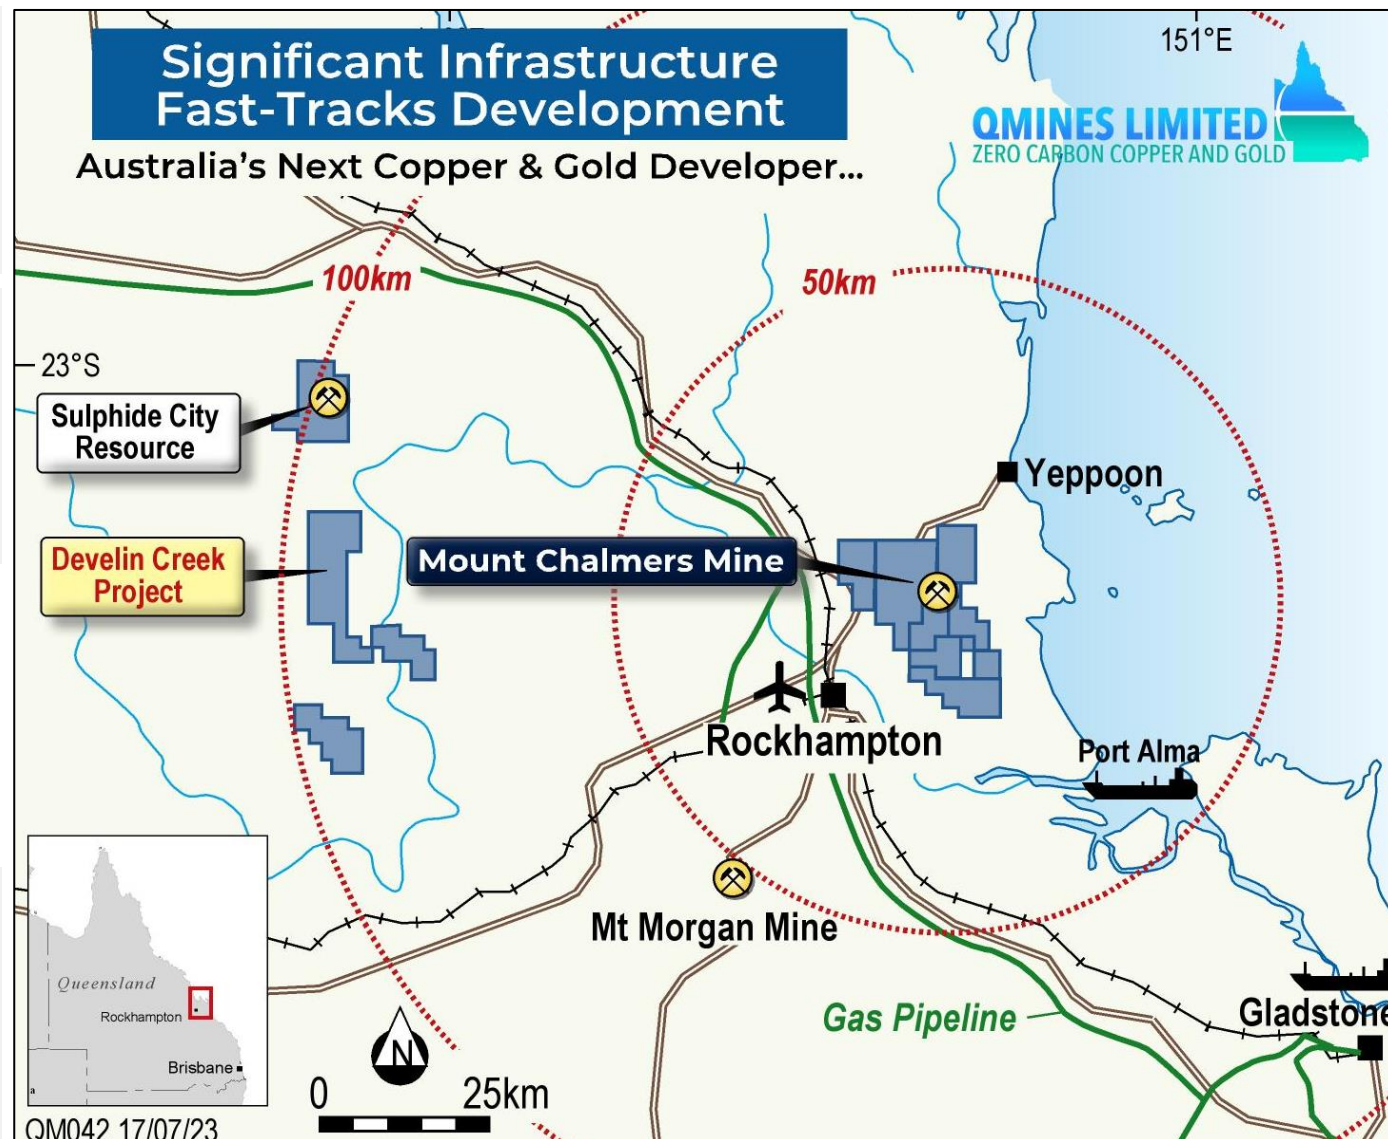 Significant Infrastructure
Fast-Tracks Development
Australia's Next Copper & Gold Developer...
151°E
QMINES LIMITED
ZERO CARBON COPPER AND GOLD
100km
50km
23°S
Sulphide City
Resource
Yeppoon
Develin Creek
Project
Mount Chalmers Mine
Rockhampton
Port Alma
Mt Morgan Mine
Gas Pipeline
Gladstone
Queensland
Rockhampton
Brisbane
a
N
0 25km
QM042 17/07/23